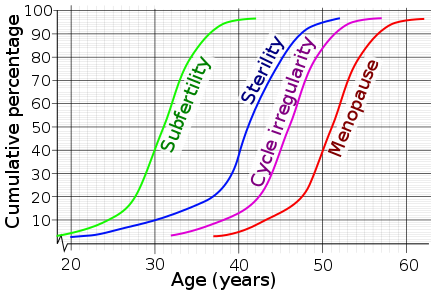 Cumulative percentage
100
90
80
70
60
50
40
30
20
10
Subfertility
Sterility
Cycle irregularity
Menopause
20
30
40
50
60
Age (years)